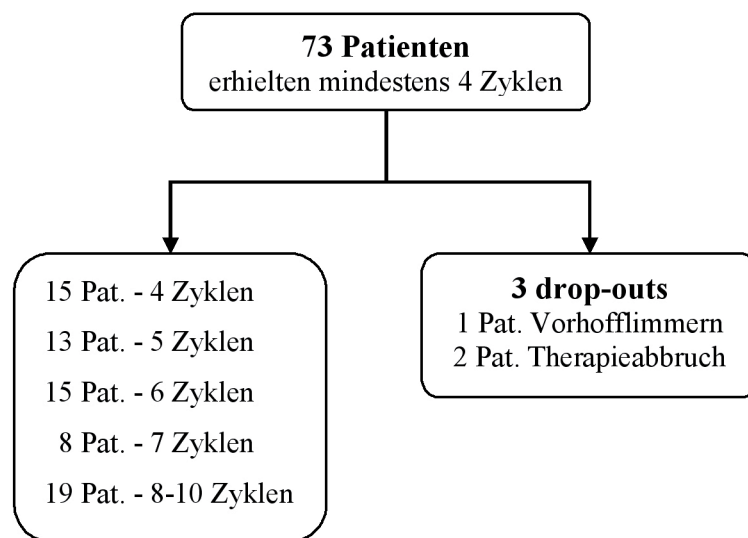 73 Patienten
erhielten mindestens 4 Zyklen
15 Pat. - 4 Zyklen
13 Pat. - 5 Zyklen
15 Pat. - 6 Zyklen
8 Pat. - 7 Zyklen
19 Pat. - 8-10 Zyklen
3 drop-outs
1 Pat. Vorhofflimmern
2 Pat. Therapieabbruch